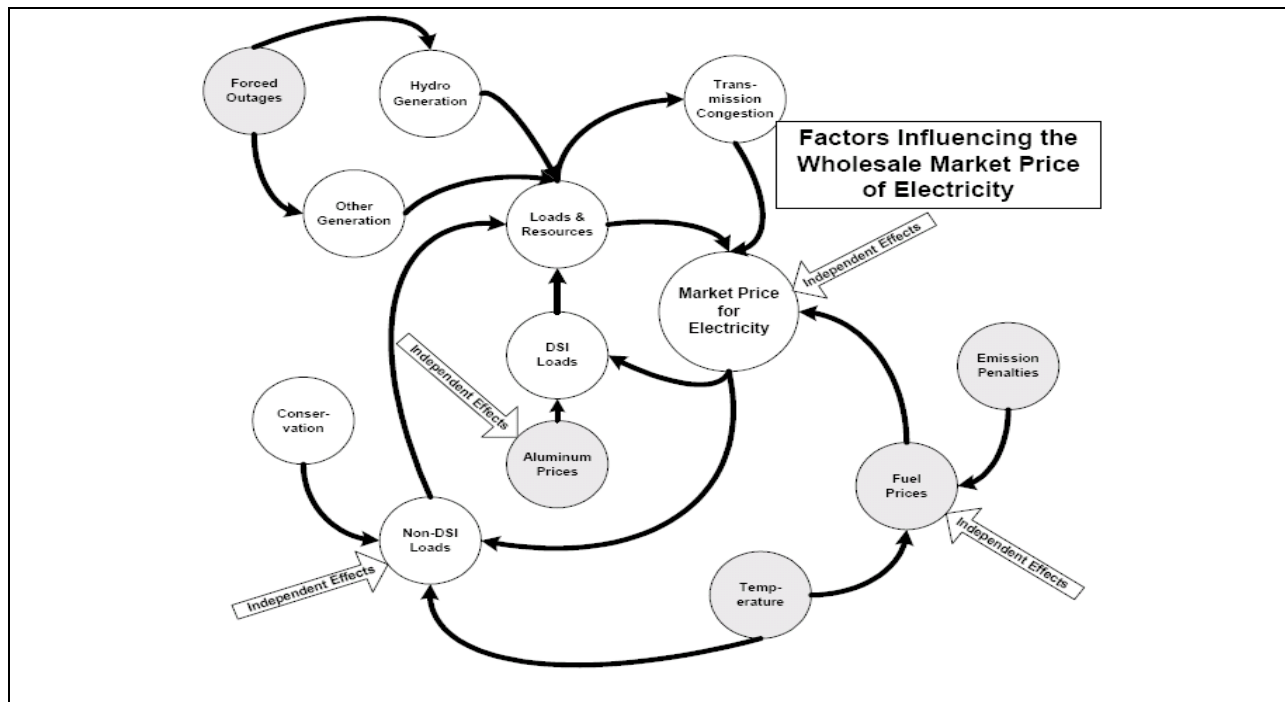 Forced
Outages
Hydro
Generation
Trans-
mission
Congestion
Factors Influencing the
Wholesale Market Price
of Electricity
Other
Generation
Loads &
Resources
Independent Effects
Market Price
for
Electricity
DSI
Loads
Independent Effects
Emission
Penalties
Conser-
vation
Aluminum
Prices
Fuel
Prices
Non-DSI
Loads
Independent Effects
Independent Effects
Temp-
erature